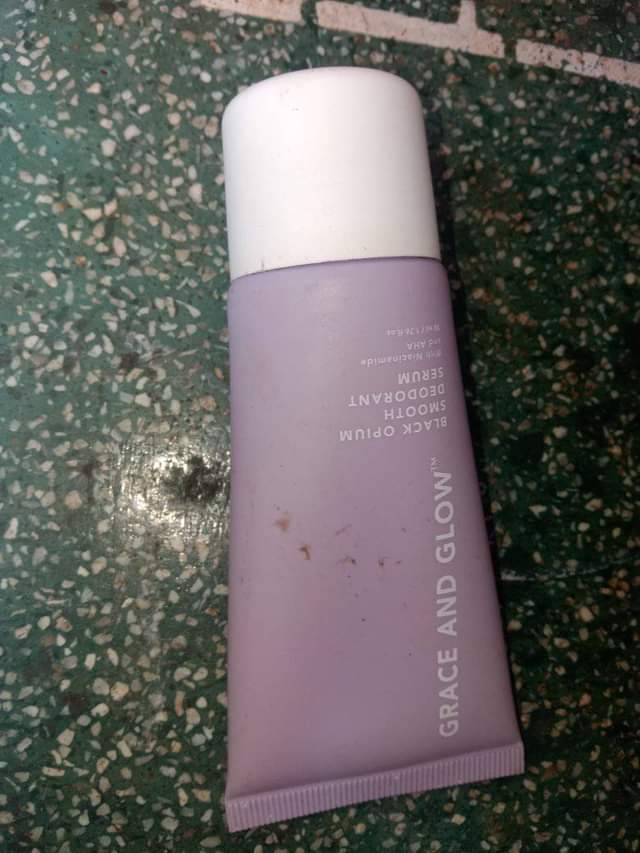 GRACE AND GLOW™
BLACK OPIUM
SMOOTH
DEODORANT
SERUM
With Niacinamide
and AHA